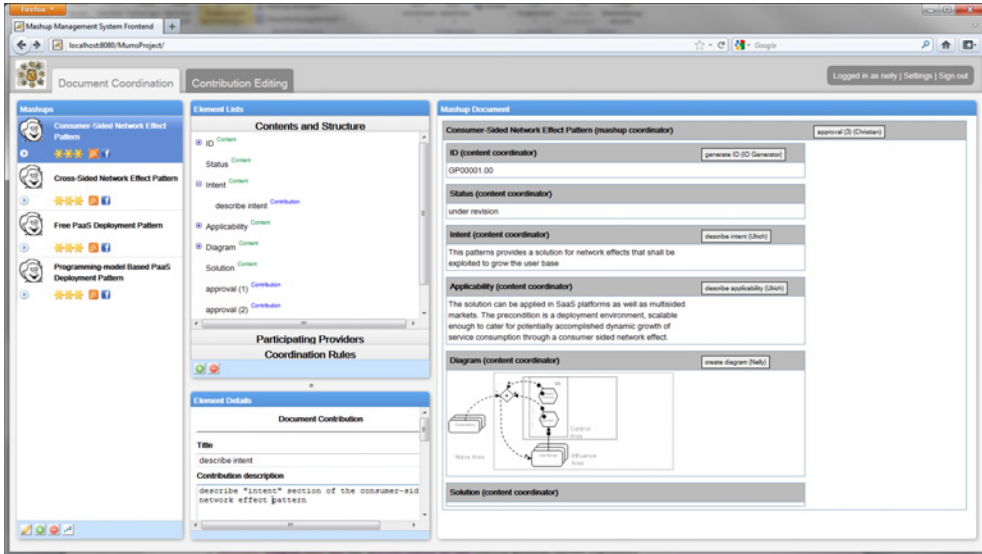 Firefox
Mashup Management System Frontend
localhost:8080/MumsProject/
Google
Document Coordination
Contribution Editing
Logged in as nelly | Settings | Sign out
Mashups
Consumer-Sided Network Effect
Pattern
Cross-Sided Network Effect Pattern
Free PaaS Deployment Pattern
Programming-model Based PaaS
Deployment Pattern
Element Lists
Contents and Structure
ID Content
Status Content
Intent Content
describe intent Contribution
Applicability Content
Diagram Content
Solution Content
approval (1) Contribution
approval (2) Contribution
Participating Providers
Coordination Rules
Element Details
Document Contribution
Title
describe intent
Contribution description
describe "intent" section of the consumer-sid
network effect pattern
Mashup Document
Consumer-Sided Network Effect Pattern (mashup coordinator)
approval (3) (Christian)
ID (content coordinator)
generate ID (ID Generator)
GP00001.00
Status (content coordinator)
under revision
Intent (content coordinator)
describe intent (Ulrich)
This patterns provides a solution for network effects that shall be
exploited to grow the user base
Applicability (content coordinator)
describe applicability (Ulrich)
The solution can be applied in SaaS platforms as well as multisided
markets. The precondition is a deployment environment, scalable
enough to cater for potentially accomplished dynamic growth of
service consumption through a consumer sided network effect.
Diagram (content coordinator)
create diagram (Nelly)
Control
Area
Noise Area
Influence
Area
Solution (content coordinator)